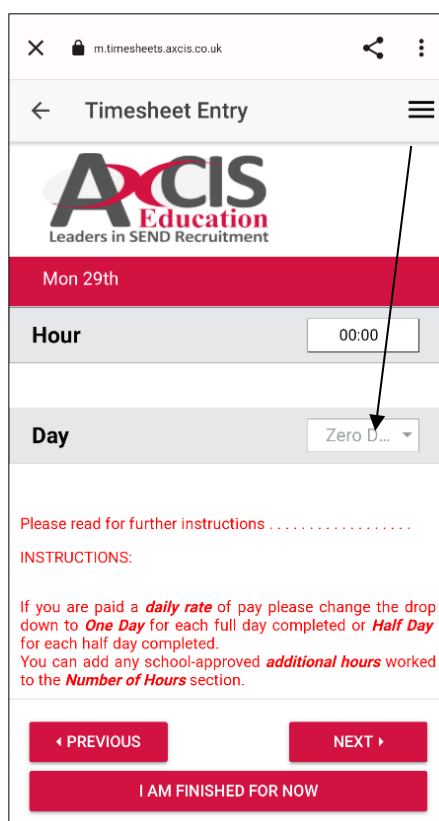 m.timesheets.axcis.co.uk
Timesheet Entry
AXCIS
Education
Leaders in SEND Recruitment
Mon 29th
Hour 00:00
Day Zero D...
Please read for further instructions . . . . . . . . . . . . . . . . . .
INSTRUCTIONS:
If you are paid a daily rate of pay please change the drop
down to One Day for each full day completed or Half Day
for each half day completed.
You can add any school-approved additional hours worked
to the Number of Hours section.
PREVIOUS NEXT
I AM FINISHED FOR NOW